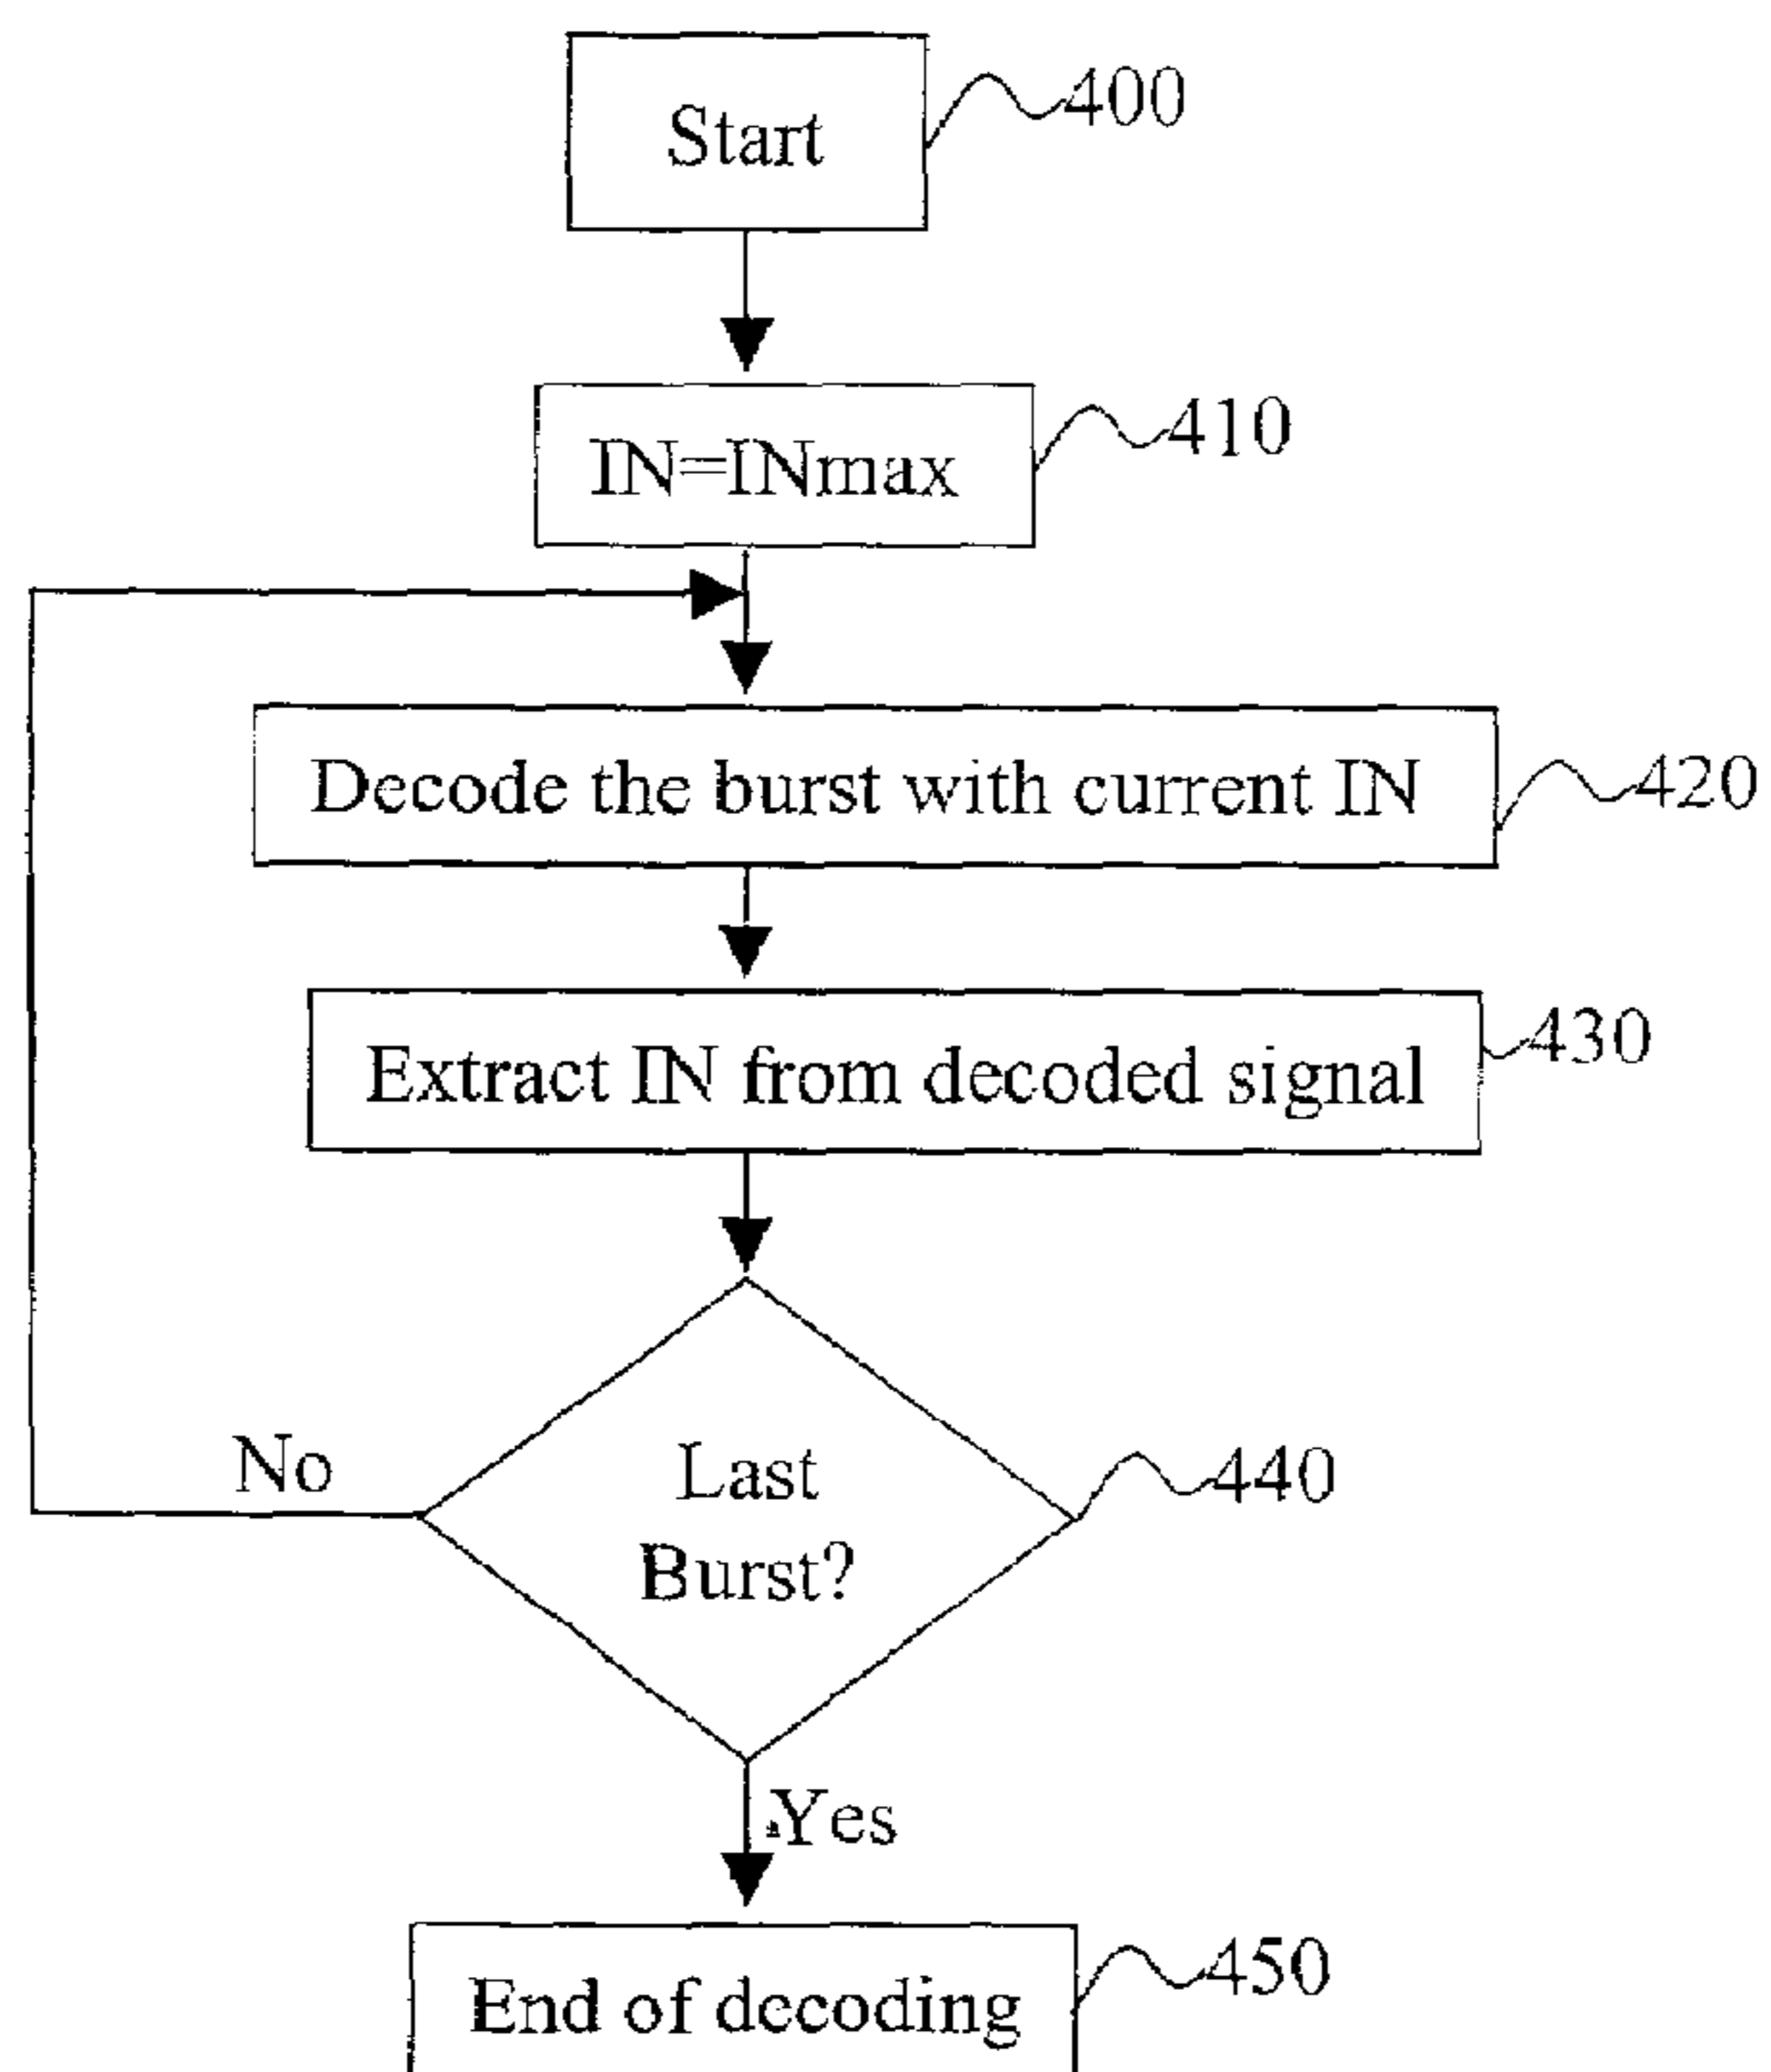 Start
400
IN=INmax
410
Decode the burst with current IN
420
Extract IN from decoded signal
430
Last
Burst?
440
No
Yes
End of decoding
450